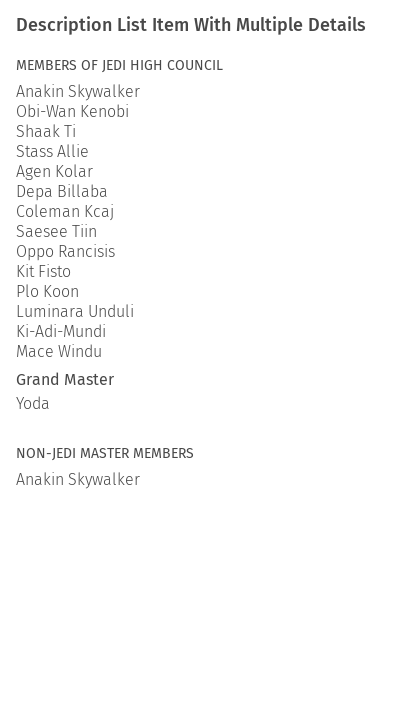 Description List Item With Multiple Details
MEMBERS OF JEDI HIGH COUNCIL
Anakin Skywalker
Obi-Wan Kenobi
Shaak Ti
Stass Allie
Agen Kolar
Depa Billaba
Coleman Kcaj
Saesee Tiin
Oppo Rancisis
Kit Fisto
Plo Koon
Luminara Unduli
Ki-Adi-Mundi
Mace Windu
Grand Master
Yoda
NON-JEDI MASTER MEMBERS
Anakin Skywalker